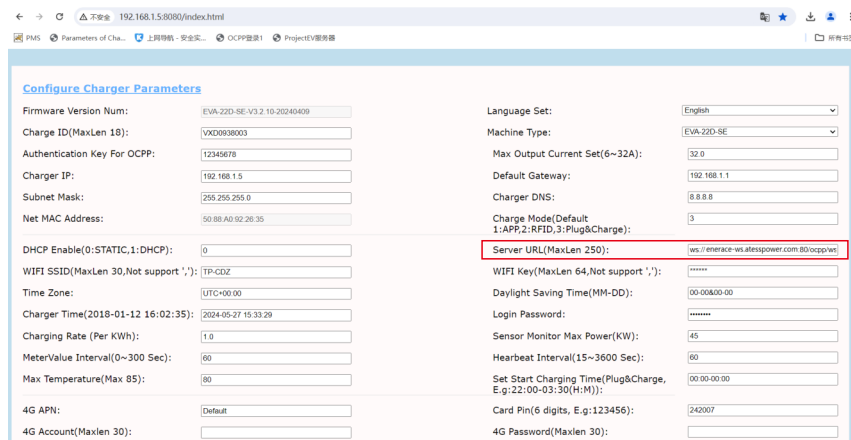 不安全 192.168.1.5:8080/index.html
PMS Parameters of Cha... 上网导航 - 安全实... OCPP登录1 ProjectEV服务器 所有书签
Configure Charger Parameters
Firmware Version Num: EVA-22D-SE-V3.2.10-20240409 Language Set: English
Charge ID(MaxLen 18): VXD0938003 Machine Type: EVA-22D-SE
Authentication Key For OCPP: 12345678 Max Output Current Set(6~32A): 32.0
Charger IP: 192.168.1.5 Default Gateway: 192.168.1.1
Subnet Mask: 255.255.255.0 Charger DNS: 8.8.8.8
Net MAC Address: 50:88:A0:92:26:35 Charge Mode(Default
1:APP,2:RFID,3:Plug&Charge): 3
DHCP Enable(0:STATIC,1:DHCP): 0 Server URL(MaxLen 250): ws://enerace-ws.atesspower.com:80/ocpp/ws
WIFI SSID(MaxLen 30,Not support ','): TP-CDZ WIFI Key(MaxLen 64,Not support ','): ••••••
Time Zone: UTC+00:00 Daylight Saving Time(MM-DD): 00-00&00-00
Charger Time(2018-01-12 16:02:35): 2024-05-27 15:33:29 Login Password: ••••••••
Charging Rate (Per KWh): 1.0 Sensor Monitor Max Power(KW): 45
MeterValue Interval(0~300 Sec): 60 Hearbeat Interval(15~3600 Sec): 60
Max Temperature(Max 85): 80 Set Start Charging Time(Plug&Charge,
E.g:22:00-03:30(H:M)): 00:00-00:00
4G APN: Default Card Pin(6 digits, E.g:123456): 242007
4G Account(Maxlen 30): 4G Password(Maxlen 30):